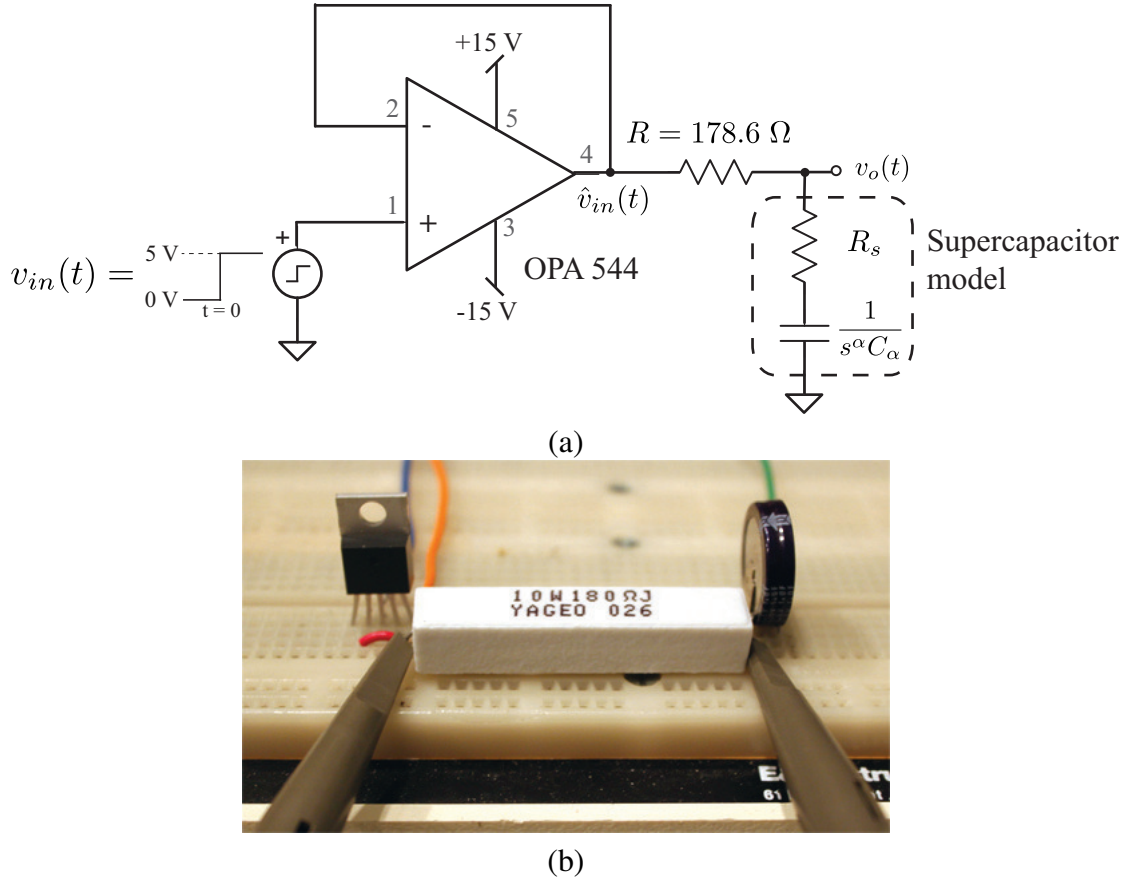 +15 V
2
-
5
R = 178.6 Ω
4
v_o(t)
v̂_in(t)
1
+
3
R_s
Supercapacitor
model
+
v_in(t) =
5 V
0 V
t = 0
OPA 544
-15 V
1
s^α C_α
(a)
10W180ΩJ
YAGEO 026
61
(b)